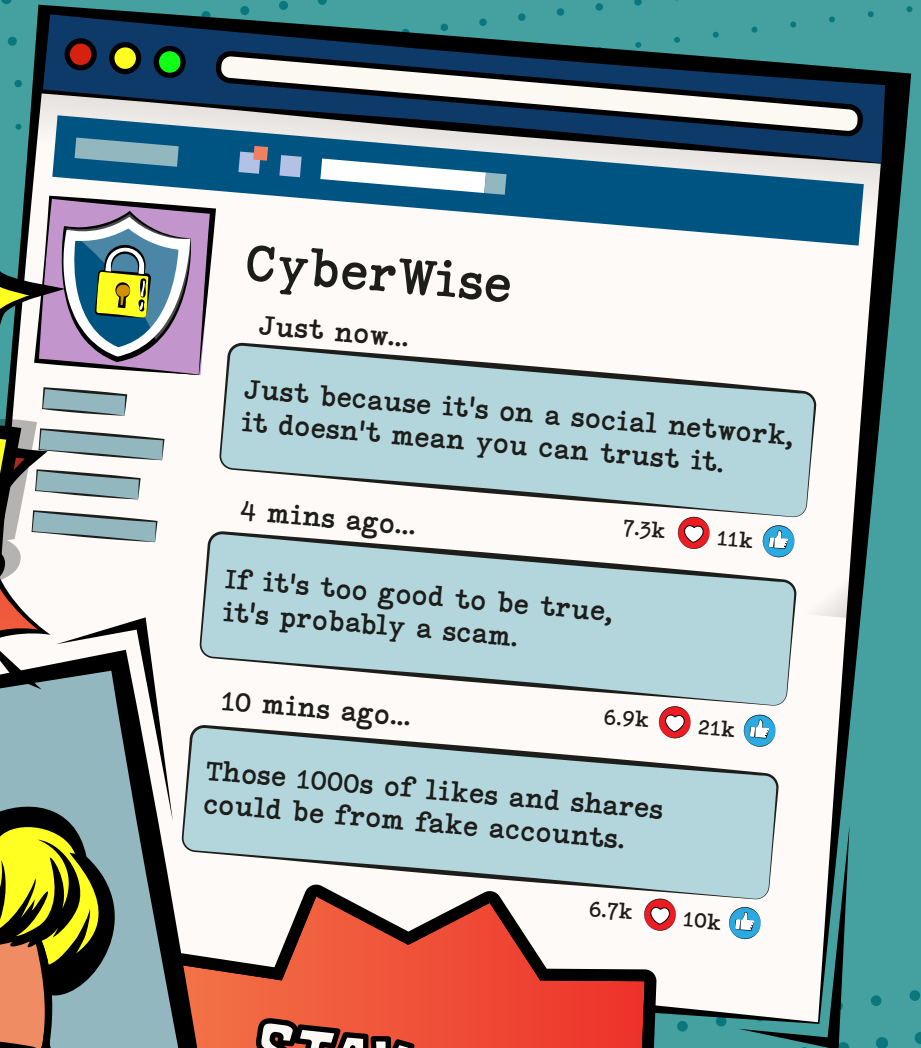 CyberWise
Just now...
Just because it's on a social network,
it doesn't mean you can trust it.
7.3k 11k
4 mins ago...
If it's too good to be true,
it's probably a scam.
6.9k 21k
10 mins ago...
Those 1000s of likes and shares
could be from fake accounts.
6.7k 10k